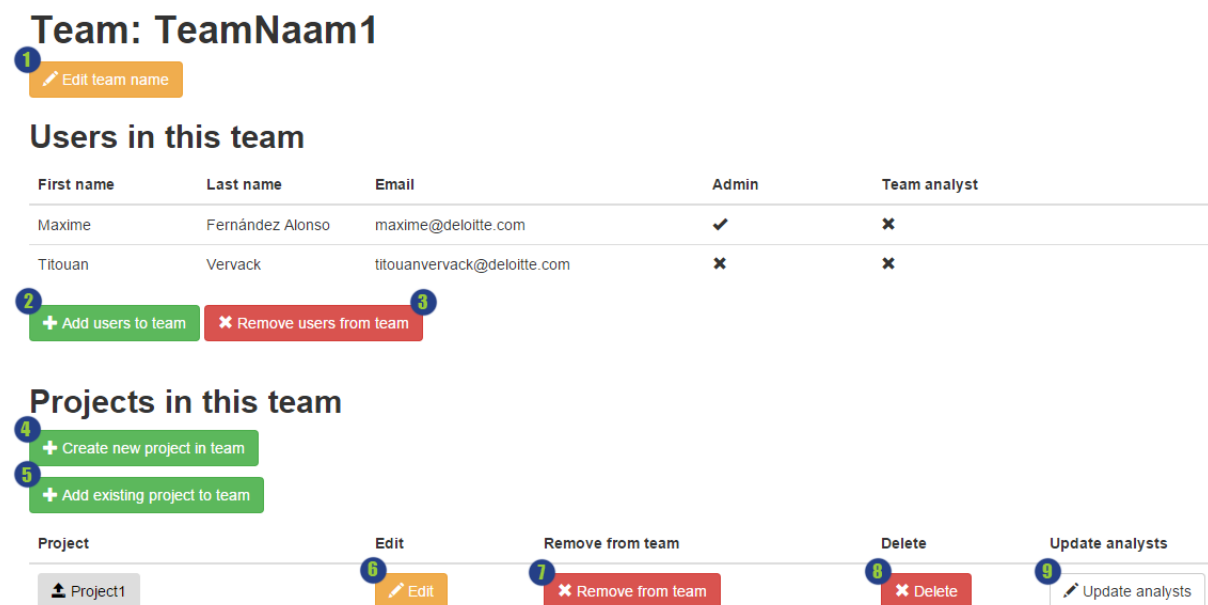 Team: TeamNaam1
1
Edit team name
Users in this team
First name Last name Email Admin Team analyst
Maxime Fernández Alonso maxime@deloitte.com
Titouan Vervack titouanvervack@deloitte.com
2 3
Add users to team Remove users from team
Projects in this team
4
Create new project in team
5
Add existing project to team
Project Edit Remove from team Delete Update analysts
6 7 8 9
Project1 Edit Remove from team Delete Update analysts